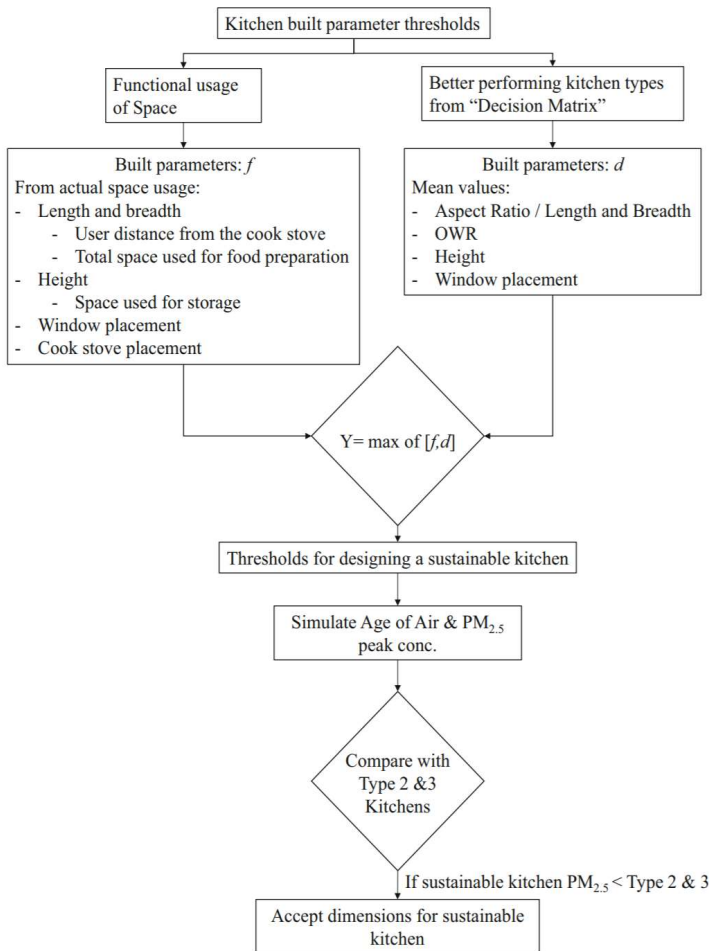 Kitchen built parameter thresholds
Functional usage
of Space
Better performing kitchen types
from “Decision Matrix”
Built parameters: f
From actual space usage:
- Length and breadth
- User distance from the cook stove
- Total space used for food preparation
- Height
- Space used for storage
- Window placement
- Cook stove placement
Built parameters: d
Mean values:
- Aspect Ratio / Length and Breadth
- OWR
- Height
- Window placement
Y= max of [f,d]
Thresholds for designing a sustainable kitchen
Simulate Age of Air & PM2.5
peak conc.
Compare with
Type 2 &3
Kitchens
If sustainable kitchen PM2.5 < Type 2 & 3
Accept dimensions for sustainable
kitchen